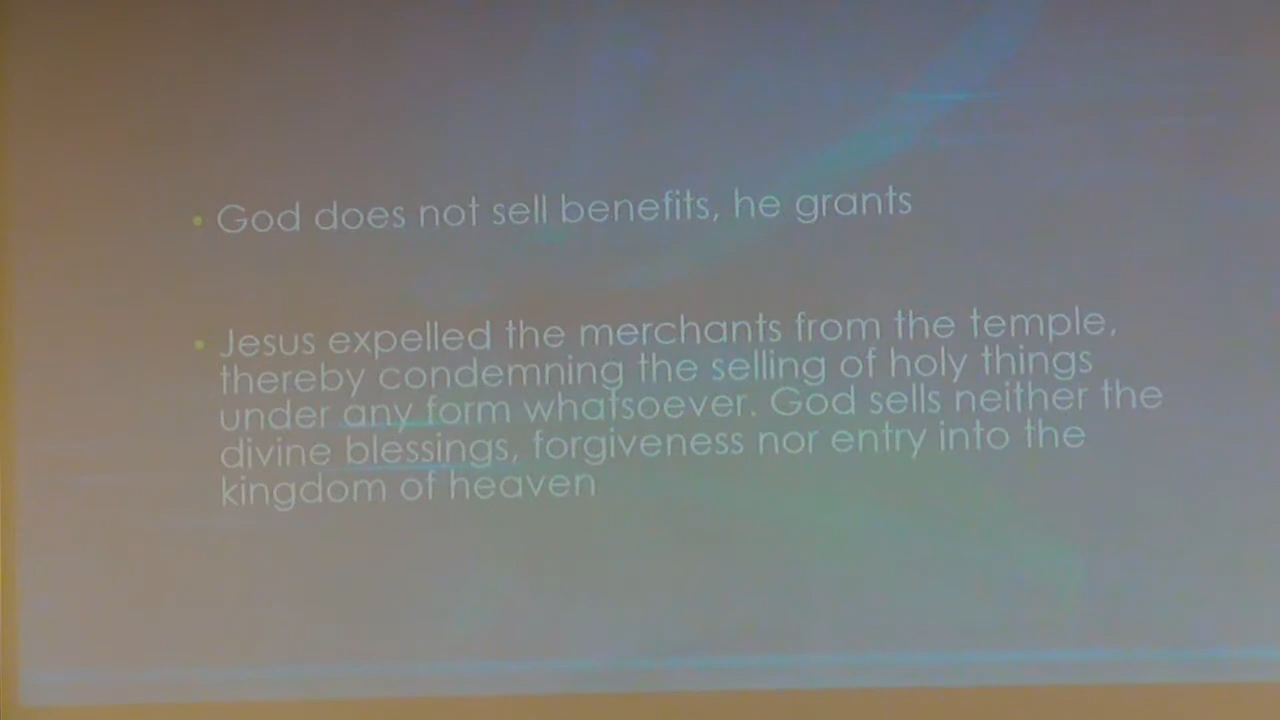 • God does not sell benefits, he grants
• Jesus expelled the merchants from the temple,
thereby condemning the selling of holy things
under any form whatsoever. God sells neither the
divine blessings, forgiveness nor entry into the
kingdom of heaven